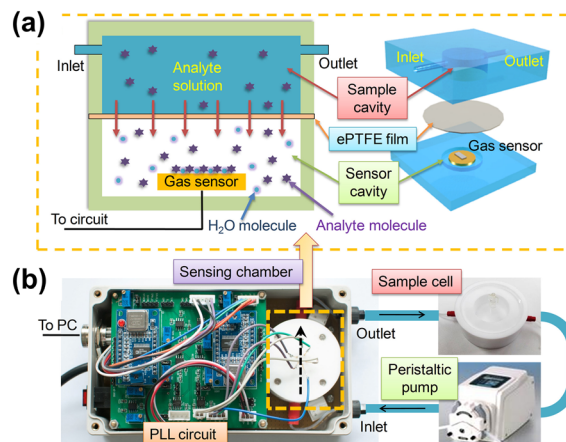 (a)
Inlet
Analyte
solution
Outlet
Inlet
Outlet
Sample
cavity
ePTFE film
Gas sensor
Gas sensor
Sensor
cavity
To circuit
H₂O molecule
Analyte molecule
(b)
Sensing chamber
Sample cell
To PC
Outlet
Peristaltic
pump
PLL circuit
Inlet